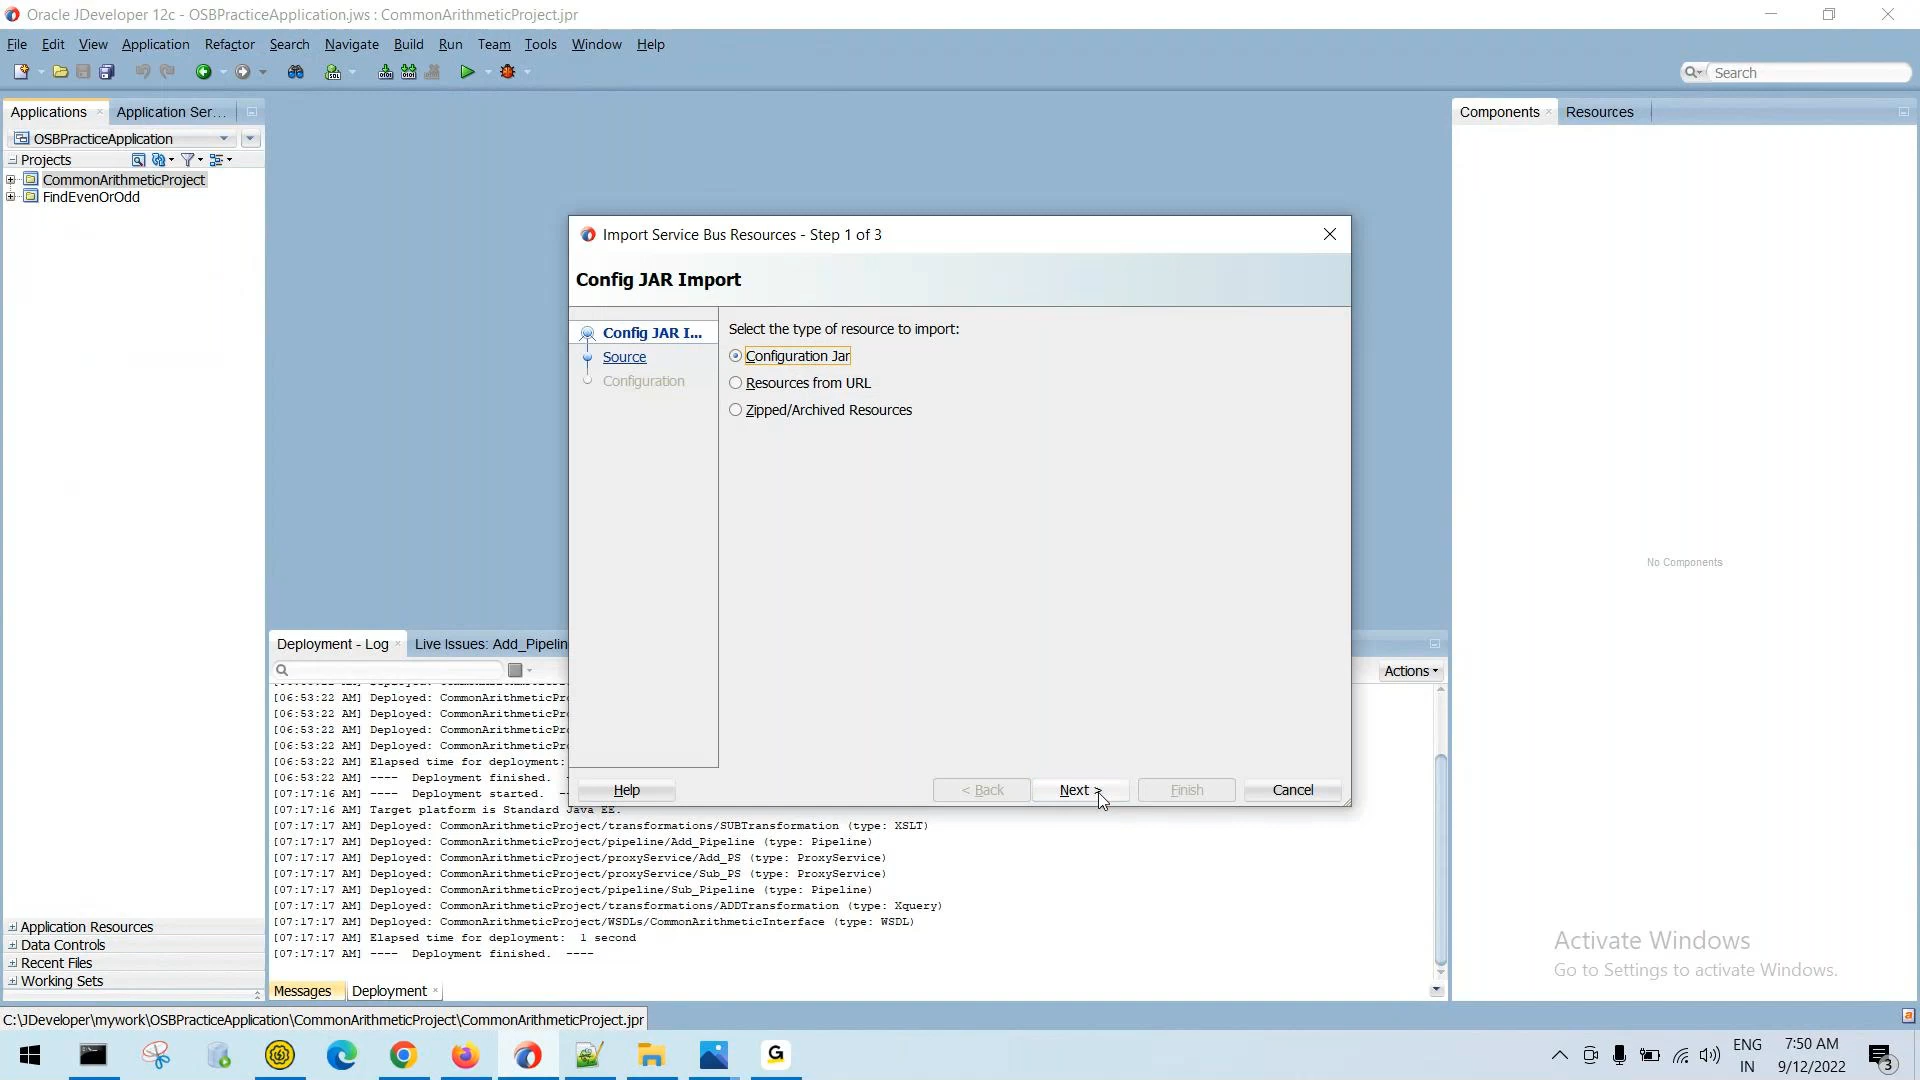 Oracle JDeveloper 12c - OSBPracticeApplication.jws : CommonArithmeticProject.jpr
File Edit View Application Refactor Search Navigate Build Run Team Tools Window Help
Search
Applications Application Ser... Components Resources
OSBPracticeApplication
Projects
CommonArithmeticProject
FindEvenOrOdd
Import Service Bus Resources - Step 1 of 3
Config JAR Import
Config JAR I...
Source
Configuration
Select the type of resource to import:
Configuration Jar
Resources from URL
Zipped/Archived Resources
Help < Back Next > Finish Cancel
No Components
Deployment - Log Live Issues: Add_Pipelin
Actions
[06:53:22 AM] Deployed: CommonArithmeticPr
[06:53:22 AM] Deployed: CommonArithmeticPr
[06:53:22 AM] Deployed: CommonArithmeticPr
[06:53:22 AM] Deployed: CommonArithmeticPr
[06:53:22 AM] Elapsed time for deployment:
[06:53:22 AM] ---- Deployment finished. -
[07:17:16 AM] ---- Deployment started. --
[07:17:16 AM] Target platform is Standard Java EE.
[07:17:17 AM] Deployed: CommonArithmeticProject/transformations/SUBTransformation (type: XSLT)
[07:17:17 AM] Deployed: CommonArithmeticProject/pipeline/Add_Pipeline (type: Pipeline)
[07:17:17 AM] Deployed: CommonArithmeticProject/proxyService/Add_PS (type: ProxyService)
[07:17:17 AM] Deployed: CommonArithmeticProject/proxyService/Sub_PS (type: ProxyService)
[07:17:17 AM] Deployed: CommonArithmeticProject/pipeline/Sub_Pipeline (type: Pipeline)
[07:17:17 AM] Deployed: CommonArithmeticProject/transformations/ADDTransformation (type: Xquery)
[07:17:17 AM] Deployed: CommonArithmeticProject/WSDLs/CommonArithmeticInterface (type: WSDL)
[07:17:17 AM] Elapsed time for deployment: 1 second
[07:17:17 AM] ---- Deployment finished. ----
Messages Deployment
Application Resources
Data Controls
Recent Files
Working Sets
Activate Windows
Go to Settings to activate Windows.
C:\JDeveloper\mywork\OSBPracticeApplication\CommonArithmeticProject\CommonArithmeticProject.jpr
ENG
IN
7:50 AM
9/12/2022
3